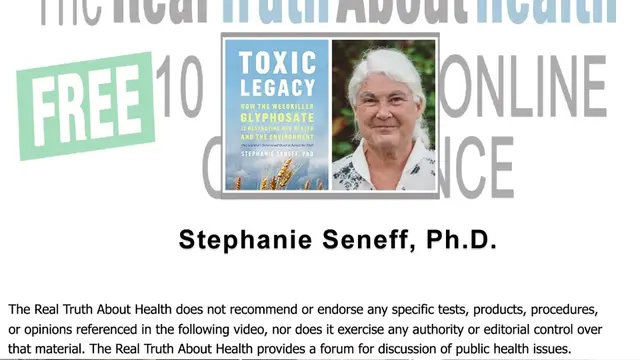 The Real Truth About Health
FREE
10
ONLINE
TOXIC
LEGACY
HOW THE WEEDKILLER
GLYPHOSATE
IS DESTROYING OUR HEALTH
AND THE ENVIRONMENT
STEPHANIE SENEFF, PhD
Stephanie Seneff, Ph.D.
The Real Truth About Health does not recommend or endorse any specific tests, products, procedures,
or opinions referenced in the following video, nor does it exercise any authority or editorial control over
that material. The Real Truth About Health provides a forum for discussion of public health issues.